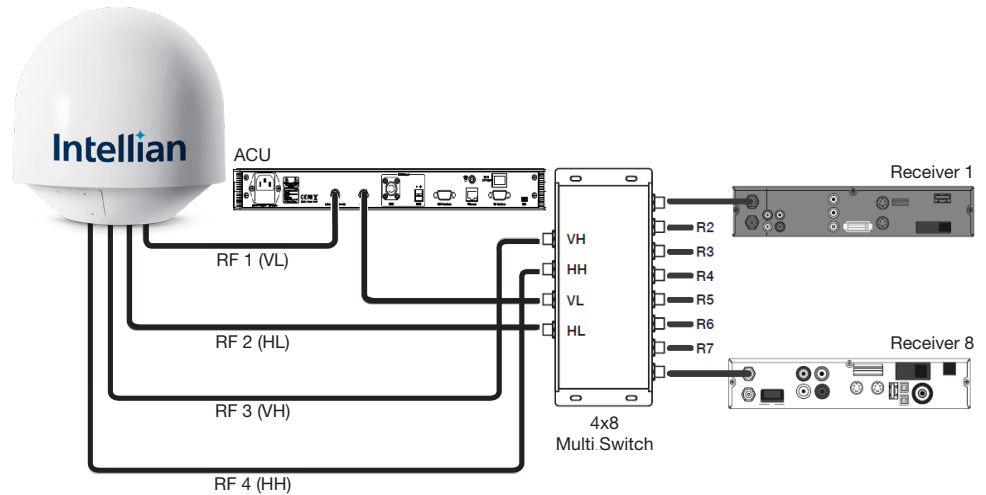 Intellian
ACU
Receiver 1
RF 1 (VL)
RF 2 (HL)
RF 3 (VH)
RF 4 (HH)
VH
HH
VL
HL
R2
R3
R4
R5
R6
R7
Receiver 8
4x8
Multi Switch